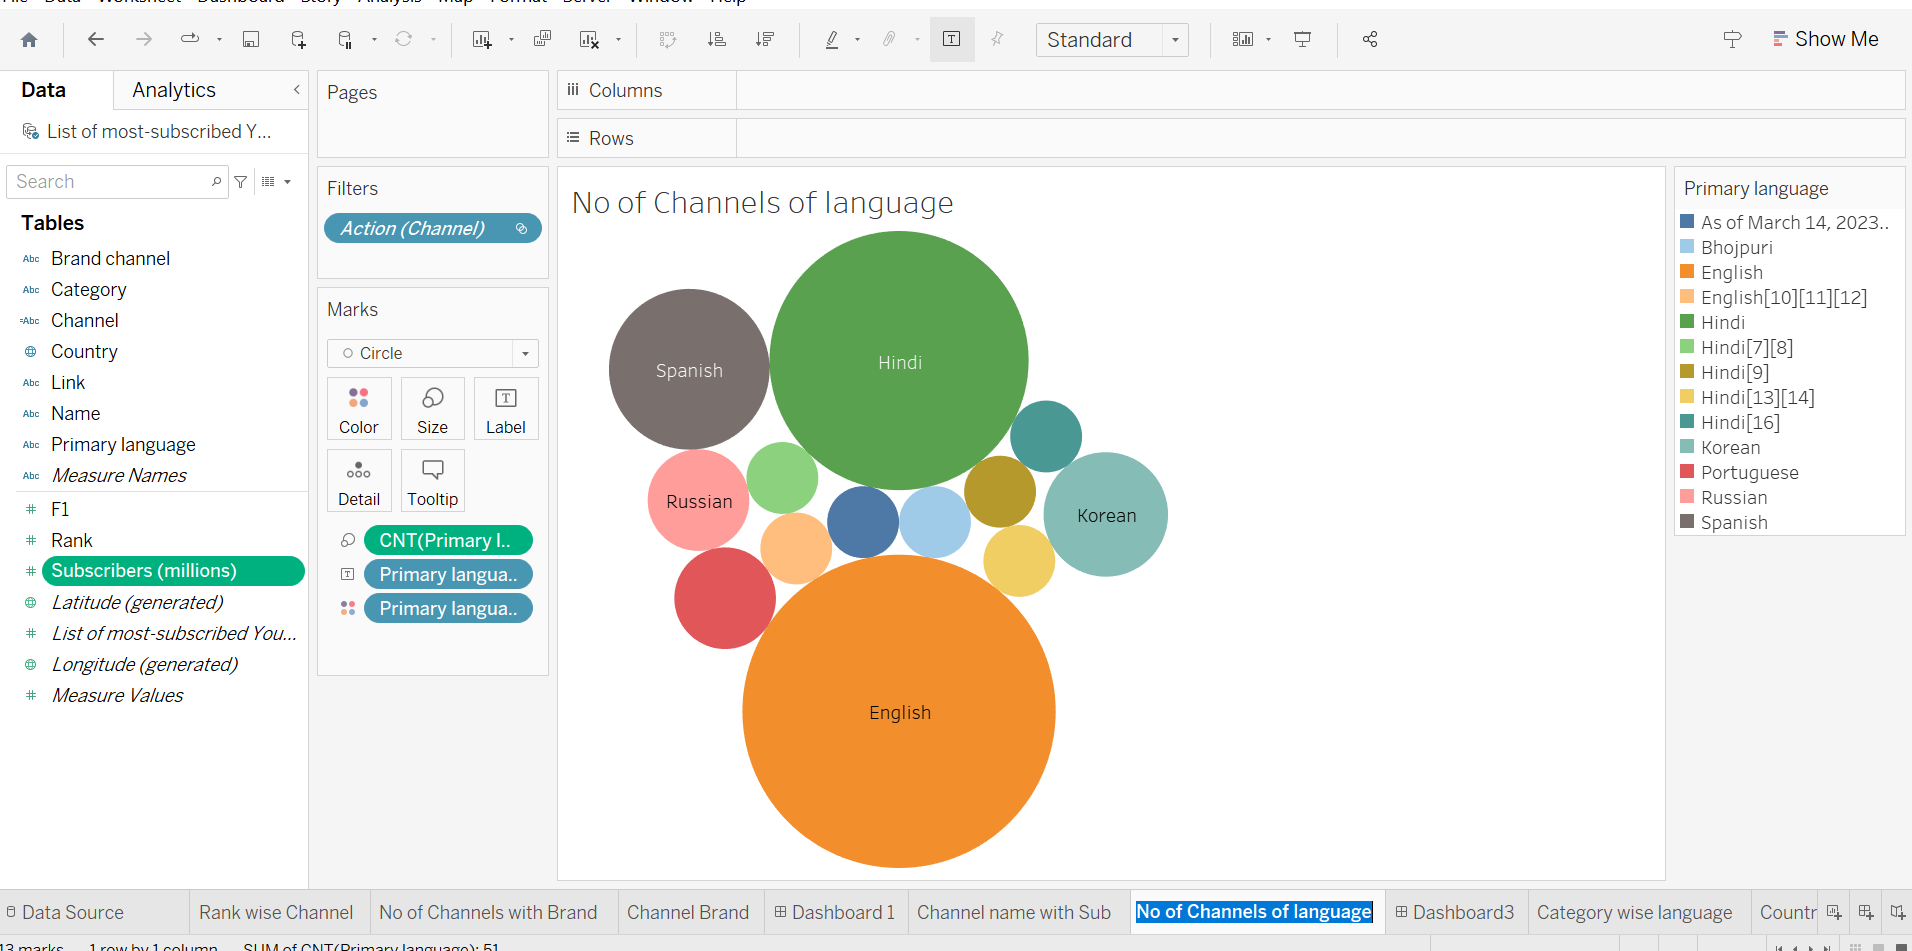 File Data Worksheet Dashboard Story Analysis Map Format Server Window Help
Standard
Show Me
Data
Analytics
List of most-subscribed Y...
Search
Tables
Abc Brand channel
Abc Category
=Abc Channel
Country
Abc Link
Abc Name
Abc Primary language
Abc Measure Names
# F1
# Rank
# Subscribers (millions)
Latitude (generated)
# List of most-subscribed You...
Longitude (generated)
# Measure Values
Pages
Filters
Action (Channel)
Marks
Circle
Color
Size
T
Label
Detail
Tooltip
CNT(Primary l..
T Primary langua..
Primary langua..
Columns
Rows
No of Channels of language
Spanish
Hindi
Russian
Korean
English
Primary language
As of March 14, 2023..
Bhojpuri
English
English[10][11][12]
Hindi
Hindi[7][8]
Hindi[9]
Hindi[13][14]
Hindi[16]
Korean
Portuguese
Russian
Spanish
Data Source
Rank wise Channel
No of Channels with Brand
Channel Brand
Dashboard 1
Channel name with Sub
No of Channels of language
Dashboard3
Category wise language
Countr
13 marks
1 row by 1 column
SUM of CNT(Primary language): 51